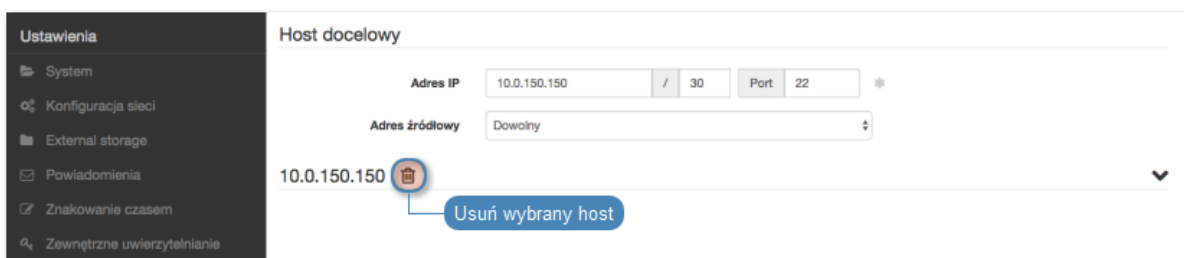 Ustawienia
System
Konfiguracja sieci
External storage
Powiadomienia
Znakowanie czasem
Zewnętrzne uwierzytelnianie
Host docelowy
Adres IP 10.0.150.150 / 30 Port 22
Adres źródłowy Dowolny
10.0.150.150
Usuń wybrany host